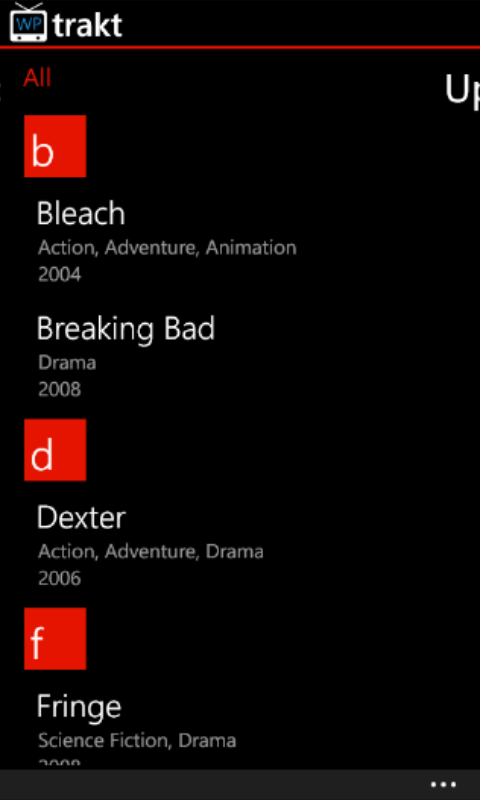 WP trakt
All
Up
b
Bleach
Action, Adventure, Animation
2004
Breaking Bad
Drama
2008
d
Dexter
Action, Adventure, Drama
2006
f
Fringe
Science Fiction, Drama
2008